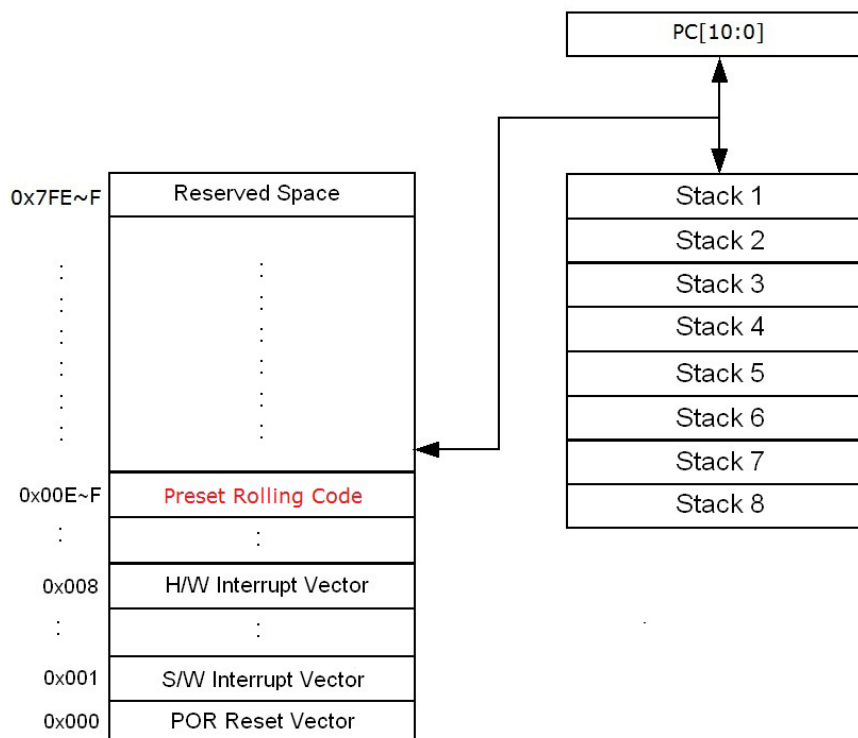 PC[10:0]
0x7FE~F
Reserved Space
0x00E~F
Preset Rolling Code
0x008
H/W Interrupt Vector
0x001
S/W Interrupt Vector
0x000
POR Reset Vector
Stack 1
Stack 2
Stack 3
Stack 4
Stack 5
Stack 6
Stack 7
Stack 8